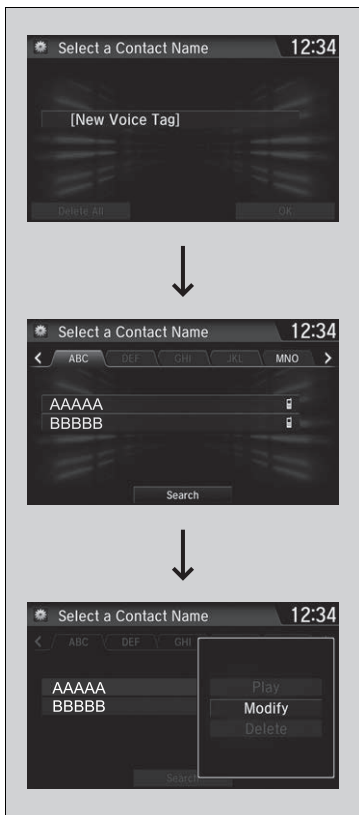 Select a Contact Name 12:34
[New Voice Tag]
Delete All OK
Select a Contact Name 12:34
< ABC DEF GHI JKL MNO >
AAAAA
BBBBB
Search
Select a Contact Name 12:34
< ABC DEF GHI
AAAAA
BBBBB
Play
Modify
Delete
Search